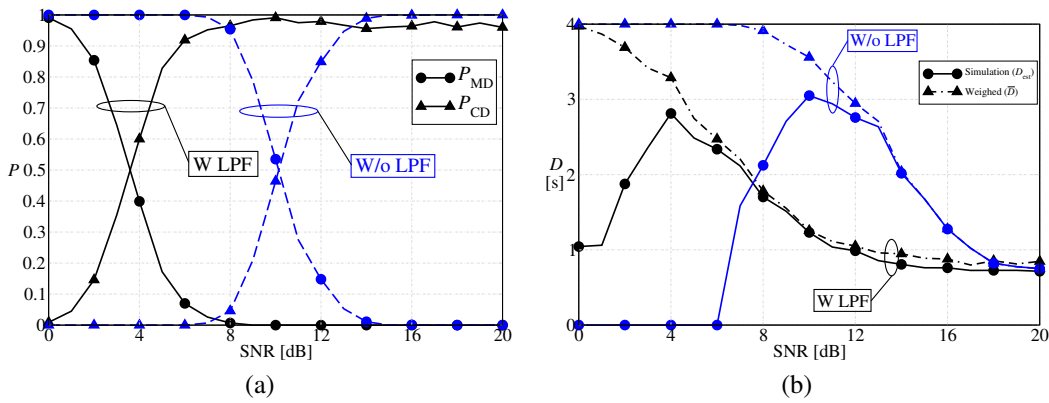 1
0.9
0.8
0.7
0.6
P 0.5
0.4
0.3
0.2
0.1
0
0 4 8 12 16 20
SNR [dB]
P_MD
P_CD
W LPF
W/o LPF
(a)
4
3
D
[s] 2
1
0
0 4 8 12 16 20
SNR [dB]
W/o LPF
Simulation (D_est)
Weighed (D̅)
W LPF
(b)